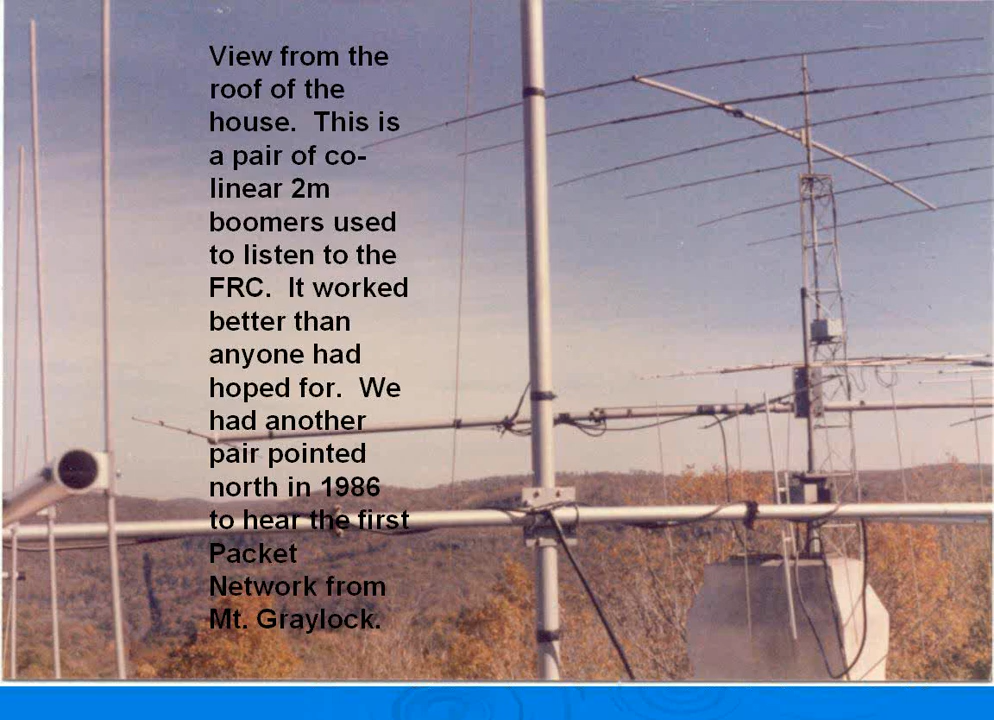 View from the
roof of the
house.  This is
a pair of co-
linear 2m
boomers used
to listen to the
FRC.  It worked
better than
anyone had
hoped for.  We
had another
pair pointed
north in 1986
to hear the first
Packet
Network from
Mt. Graylock.